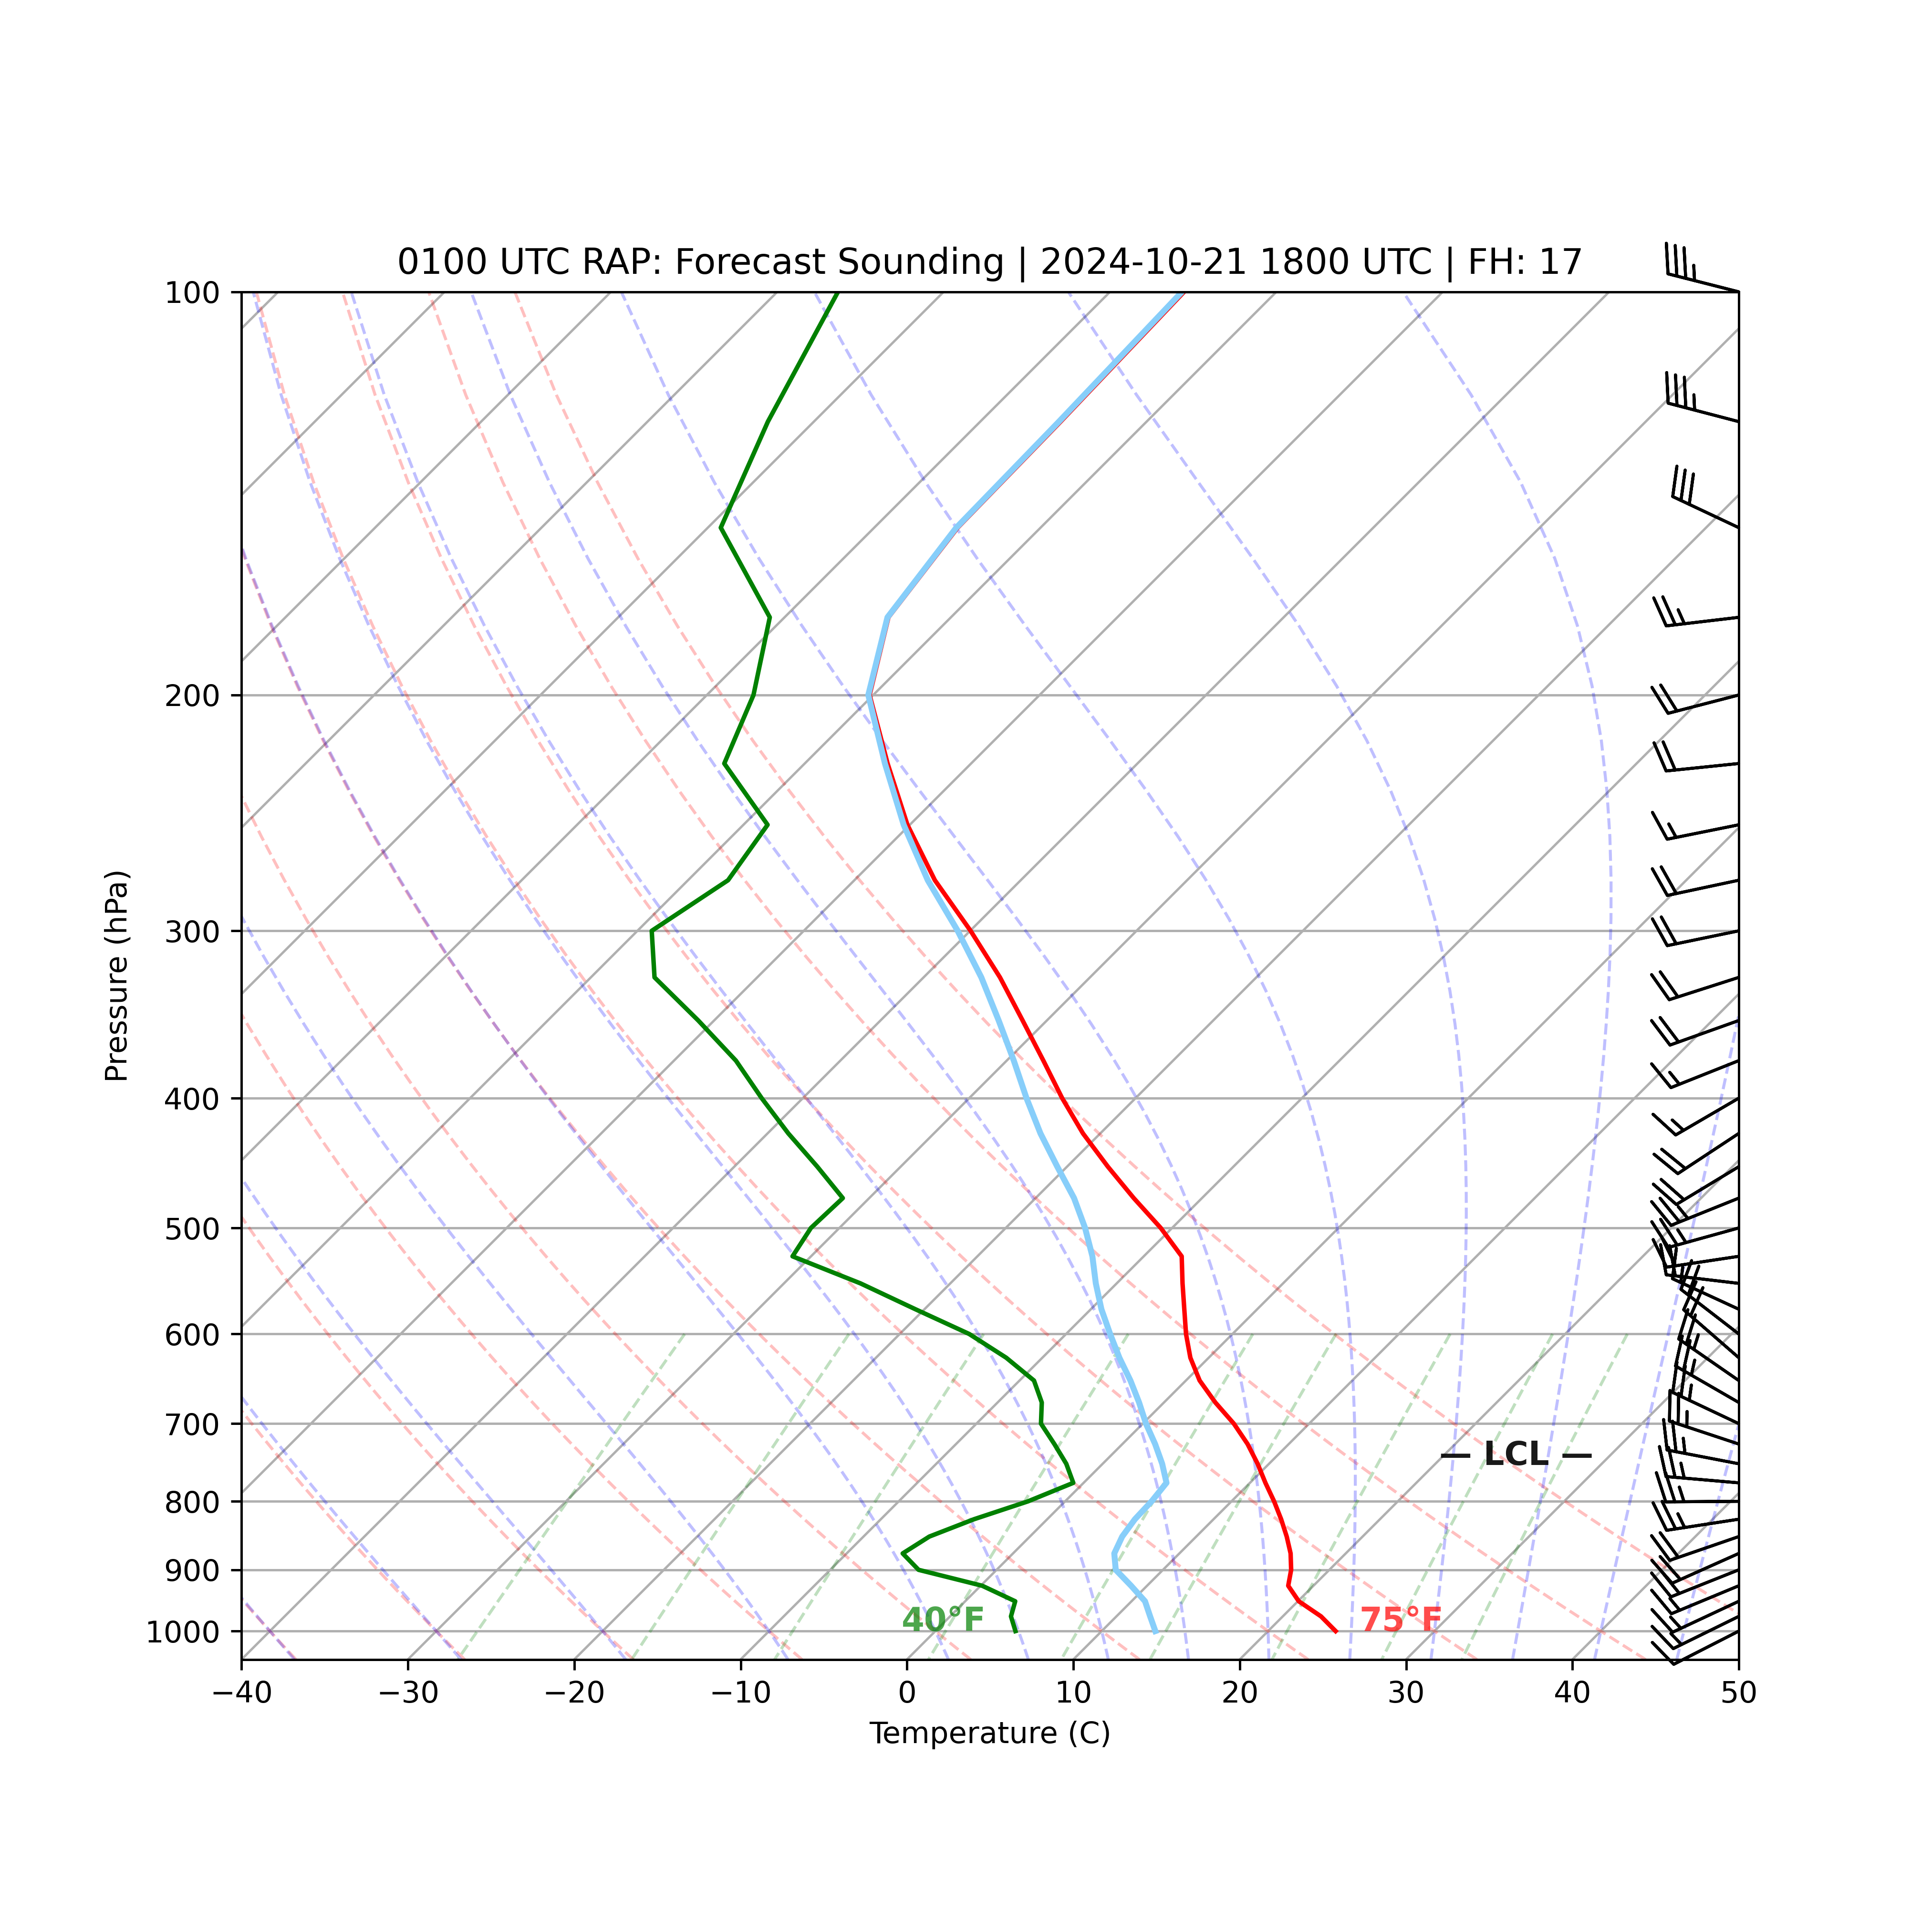 0100 UTC RAP: Forecast Sounding | 2024-10-21 1800 UTC | FH: 17
100
200
300
400
500
600
700
800
900
1000
Pressure (hPa)
— LCL —
40°F
75°F
−40 −30 −20 −10 0 10 20 30 40 50
Temperature (C)